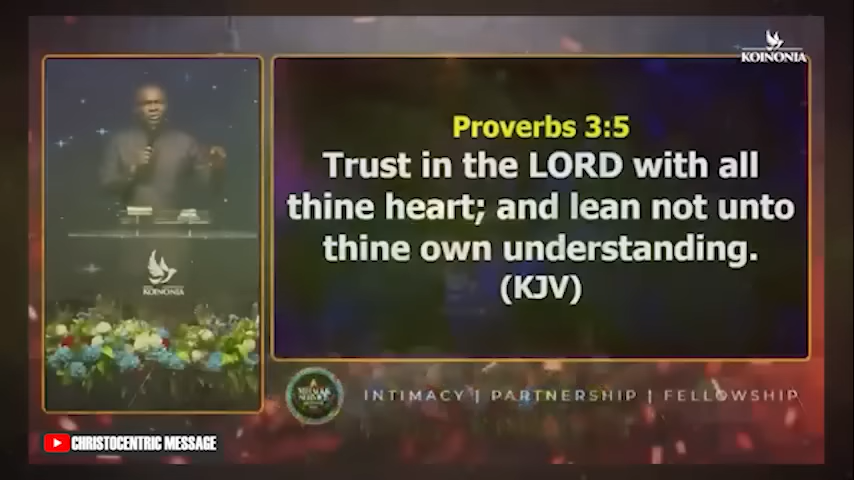 KOINONIA
Proverbs 3:5
Trust in the LORD with all
thine heart; and lean not unto
thine own understanding.
(KJV)
KOINONIA
INTIMACY | PARTNERSHIP | FELLOWSHIP
CHRISTOCENTRIC MESSAGE